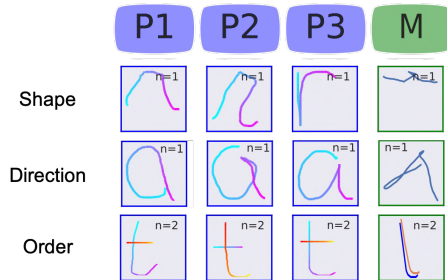 P1 P2 P3 M
Shape n=1 n=1 n=1 n=1
Direction n=1 n=1 n=1 n=1
Order n=2 n=2 n=2 n=2